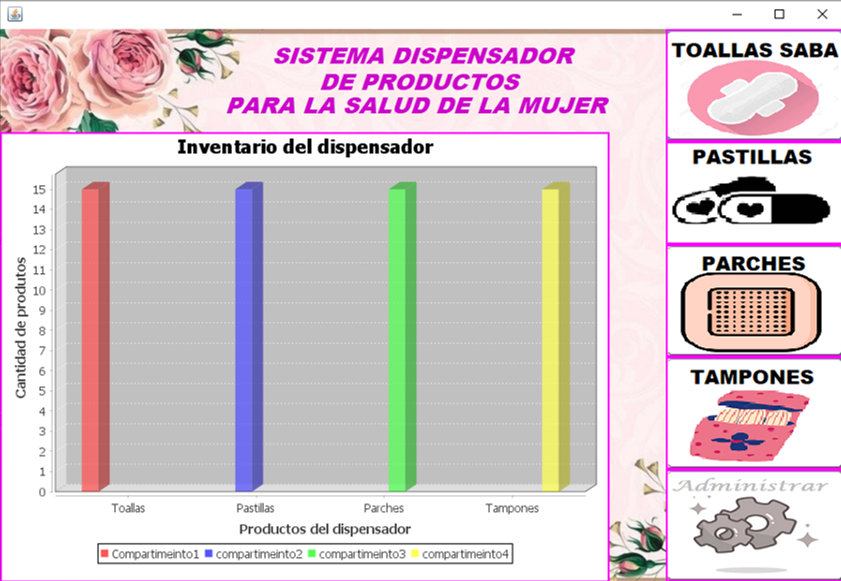 SISTEMA DISPENSADOR
DE PRODUCTOS
PARA LA SALUD DE LA MUJER
Inventario del dispensador
Cantidad de produtos
15
14
13
12
11
10
9
8
7
6
5
4
3
2
1
0
Toallas Pastillas Parches Tampones
Productos del dispensador
Compartimeinto1 compartimeinto2 compartimeinto3 compartimeinto4
TOALLAS SABA
PASTILLAS
PARCHES
TAMPONES
Administrar